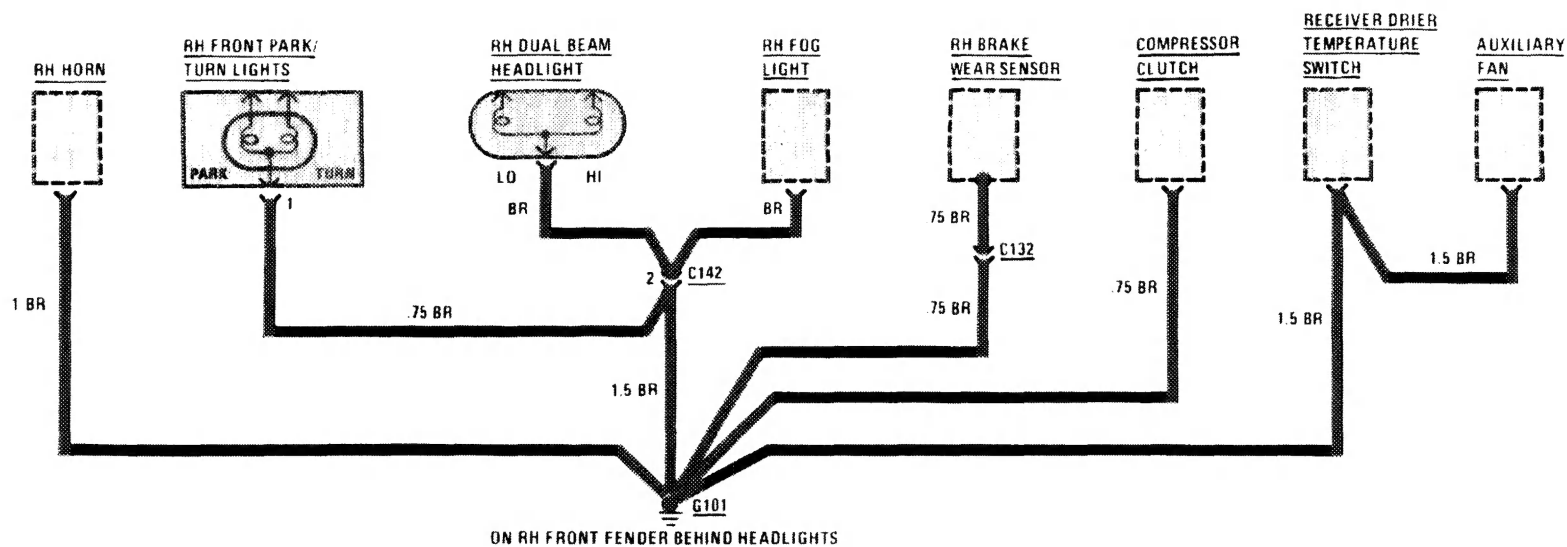 RH HORN
RH FRONT PARK/
TURN LIGHTS
RH DUAL BEAM
HEADLIGHT
RH FOG
LIGHT
RH BRAKE
WEAR SENSOR
COMPRESSOR
CLUTCH
RECEIVER DRIER
TEMPERATURE
SWITCH
AUXILIARY
FAN
PARK
TURN
1
LO
HI
BR
BR
.75 BR
C132
2
C142
1 BR
.75 BR
.75 BR
.75 BR
1.5 BR
1.5 BR
1.5 BR
G101
ON RH FRONT FENDER BEHIND HEADLIGHTS